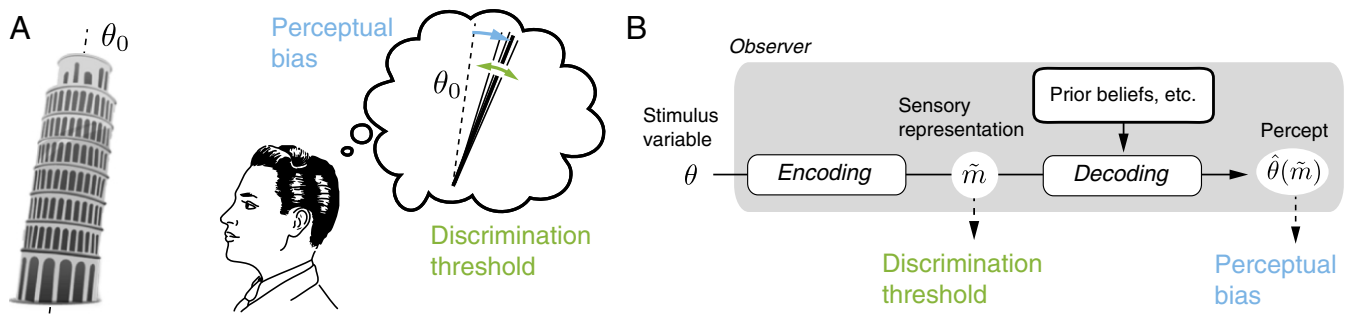 A
θ₀
Perceptual
bias
θ₀
Discrimination
threshold
B
Observer
Stimulus
variable
θ
Encoding
Sensory
representation
m̃
Prior beliefs, etc.
Decoding
Percept
θ̂(m̃)
Discrimination
threshold
Perceptual
bias